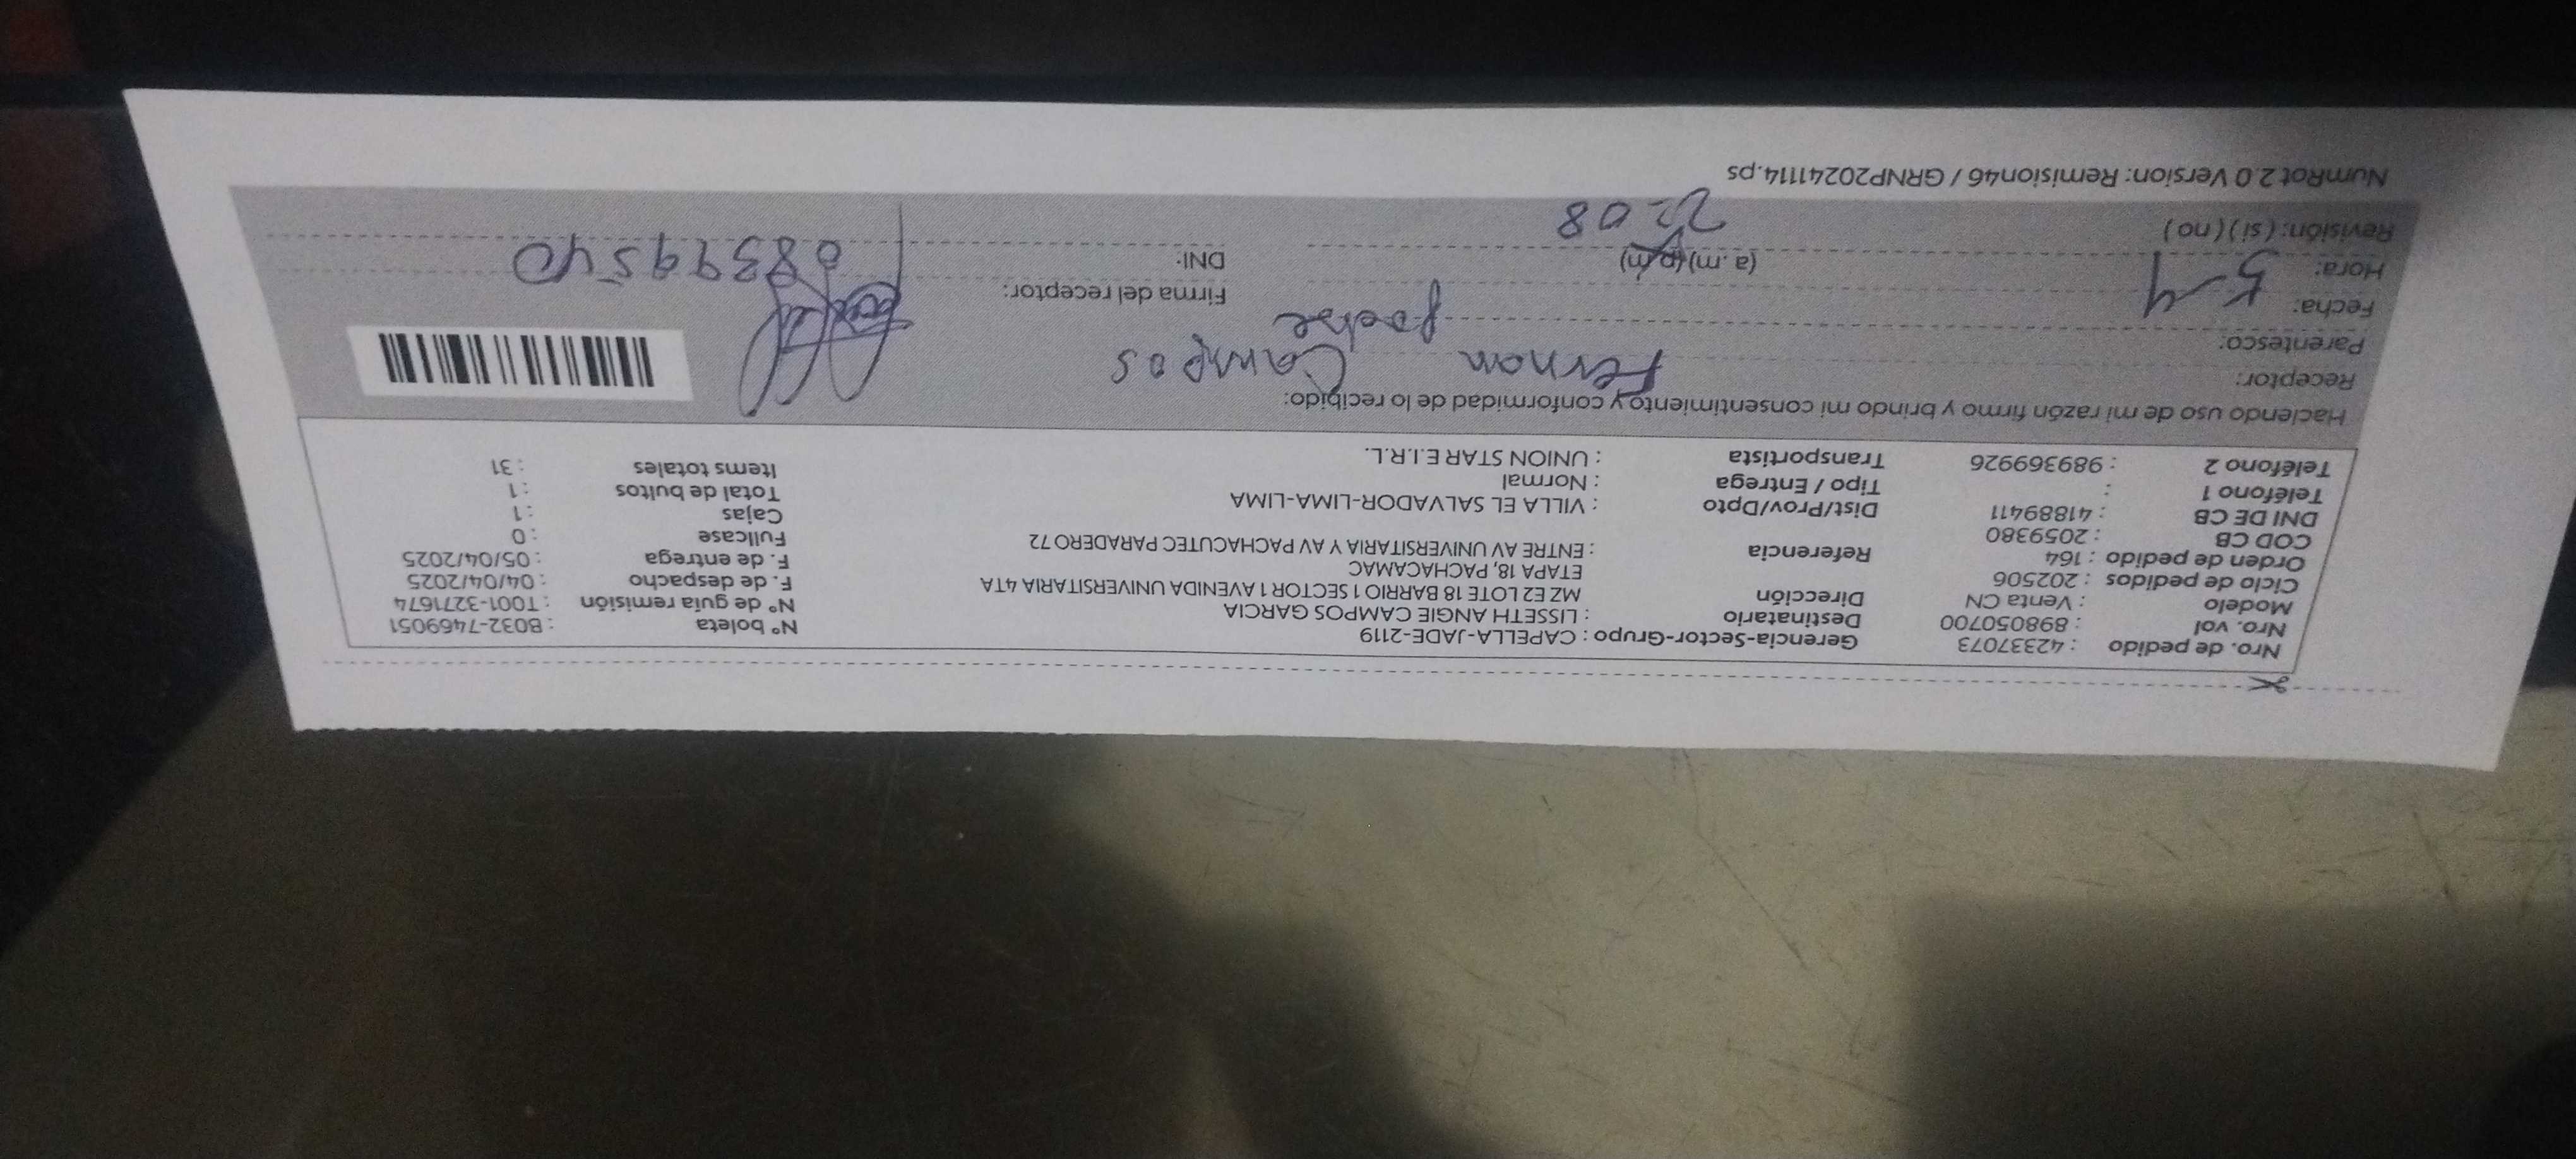 Nro. de pedido : 42337073
Nro. vol : 898050700
Modelo : Venta CN
Ciclo de pedidos : 202506
Orden de pedido : 164
COD CB : 2059380
DNI DE CB : 41889411
Teléfono 1 :
Teléfono 2 : 989369926
Gerencia-Sector-Grupo : CAPELLA-JADE-2119
Destinatario : LISSETH ANGIE CAMPOS GARCIA
Dirección MZ E2 LOTE 18 BARRIO 1 SECTOR 1 AVENIDA UNIVERSITARIA 4TA
ETAPA 18, PACHACAMAC
Referencia : ENTRE AV UNIVERSITARIA Y AV PACHACUTEC PARADERO 72
Dist/Prov/Dpto : VILLA EL SALVADOR-LIMA-LIMA
Tipo / Entrega : Normal
Transportista : UNION STAR E.I.R.L.
N° boleta : B032-7469051
N° de guia remisión : T001-3271674
F. de despacho : 04/04/2025
F. de entrega : 05/04/2025
Fullcase : 0
Cajas : 1
Total de bultos : 1
Items totales : 31
Haciendo uso de mi razón firmo y brindo mi consentimiento y conformidad de lo recibido:
Receptor: Fernan Campos
Parentesco: padre
Fecha: 5-4
Hora: (a.m) (p.m)
Revisión: (si) (no) 2:08
Firma del receptor:
DNI: 08399540
NumRot 2.0 Version: Remision46 / GRNP20241114.ps